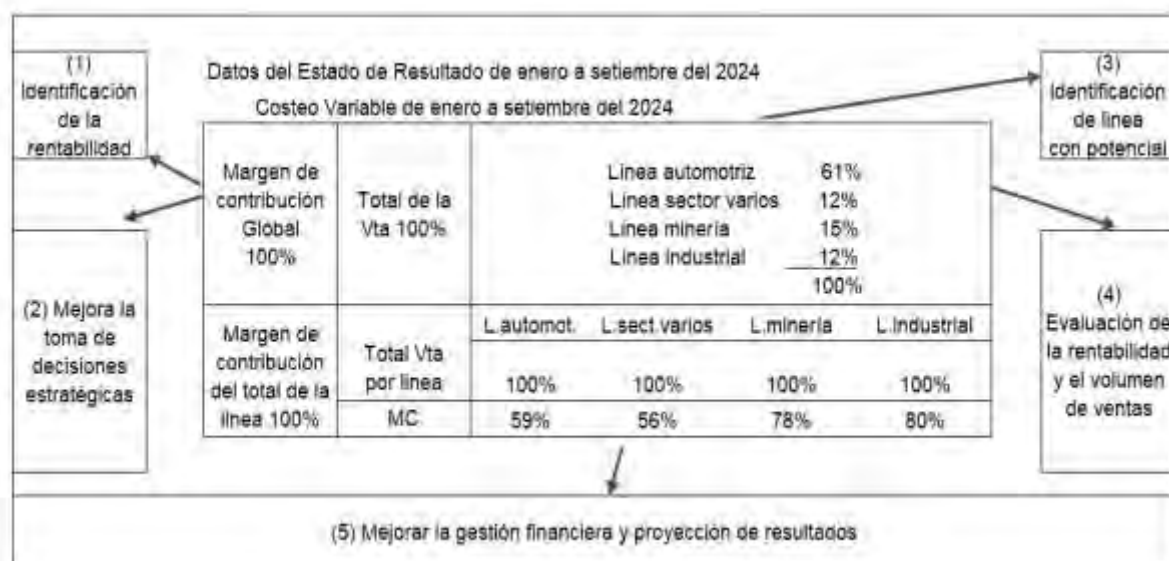 (1)
Identificación
de la
rentabilidad
Datos del Estado de Resultado de enero a setiembre del 2024
Costeo Variable de enero a setiembre del 2024
(3)
Identificación
de linea
con potencial
Margen de
contribución
Global
100%
Total de la
Vta 100%
Línea automotriz 61%
Línea sector varios 12%
Línea minería 15%
Línea Industrial 12%
100%
(2) Mejora la
toma de
decisiones
estratégicas
(4)
Evaluación de
la rentabilidad
y el volumen
de ventas
Margen de
contribución
del total de la
línea 100%
Total Vta
por linea
L.automot. L.sect.varios L.minería L.Industrial
100% 100% 100% 100%
MC 59% 56% 78% 80%
(5) Mejorar la gestión financiera y proyección de resultados